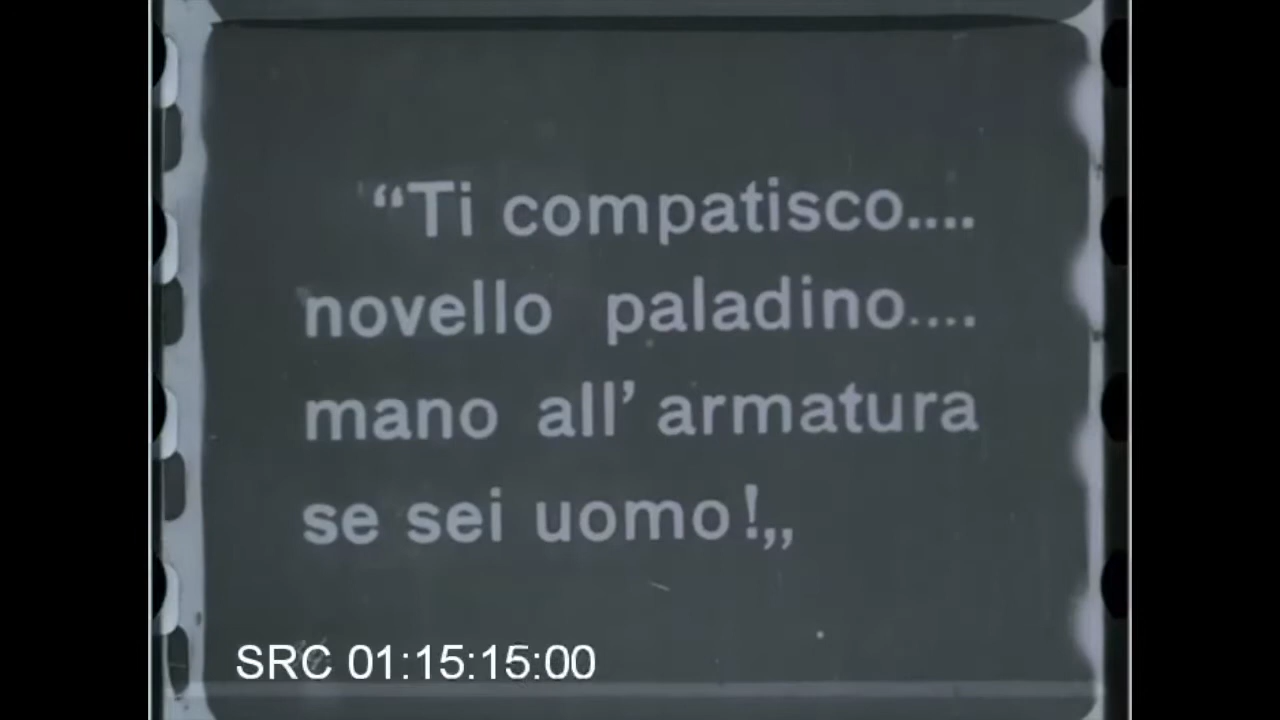 “Ti compatisco....
novello paladino....
mano all’ armatura
se sei uomo!„
SRC 01:15:15:00